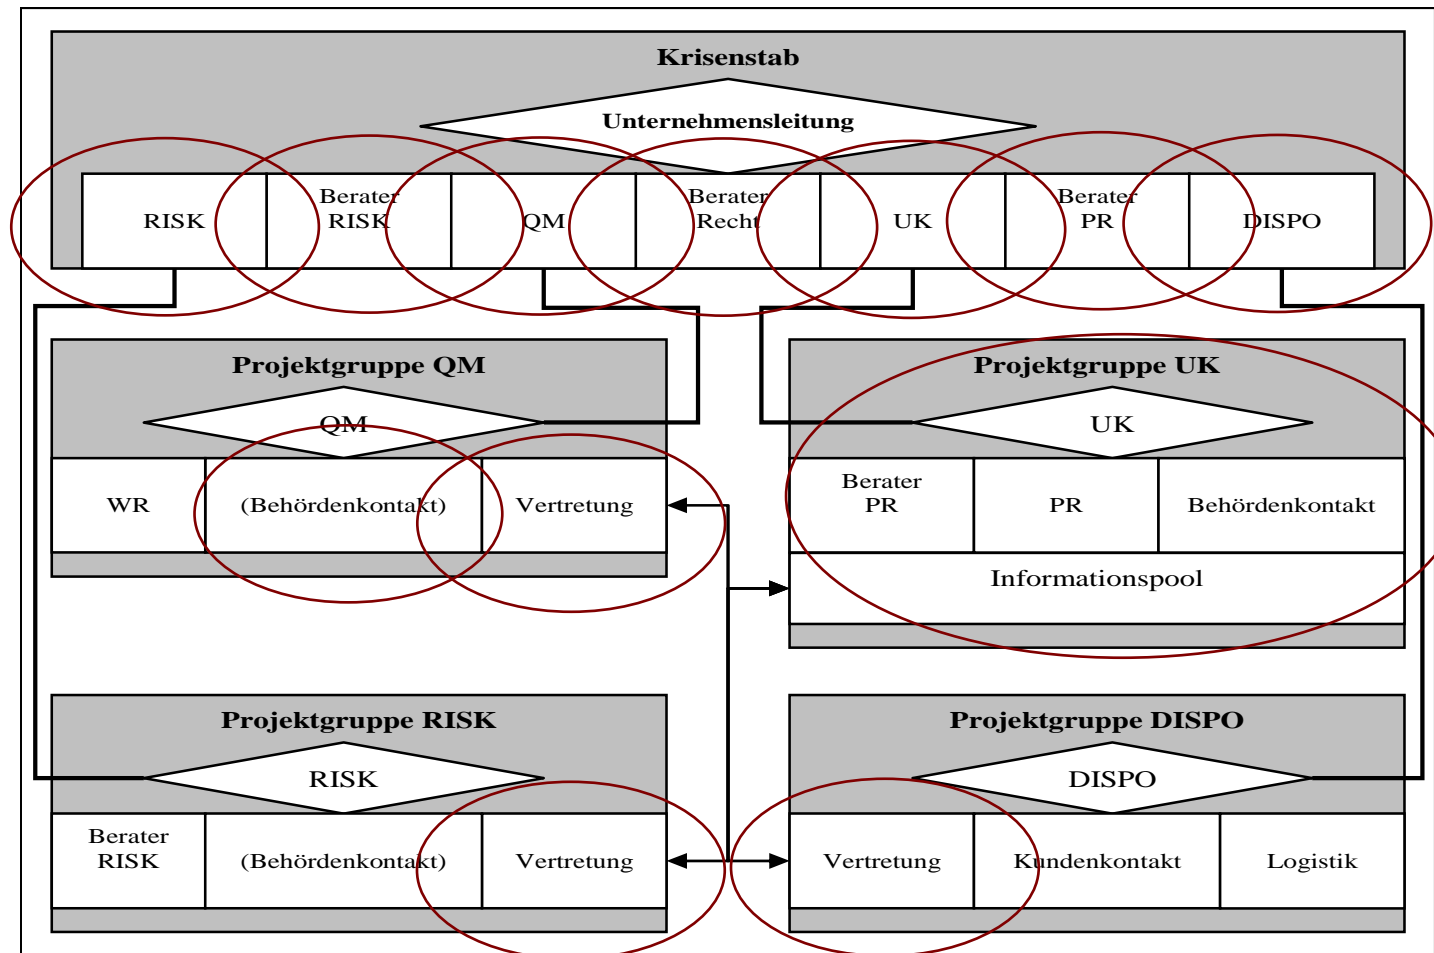 Krisenstab
Unternehmensleitung
RISK
Berater
RISK
QM
Berater
Recht
UK
Berater
PR
DISPO
Projektgruppe QM
QM
WR
(Behördenkontakt)
Vertretung
Projektgruppe UK
UK
Berater
PR
PR
Behördenkontakt
Informationspool
Projektgruppe RISK
RISK
Berater
RISK
(Behördenkontakt)
Vertretung
Projektgruppe DISPO
DISPO
Vertretung
Kundenkontakt
Logistik